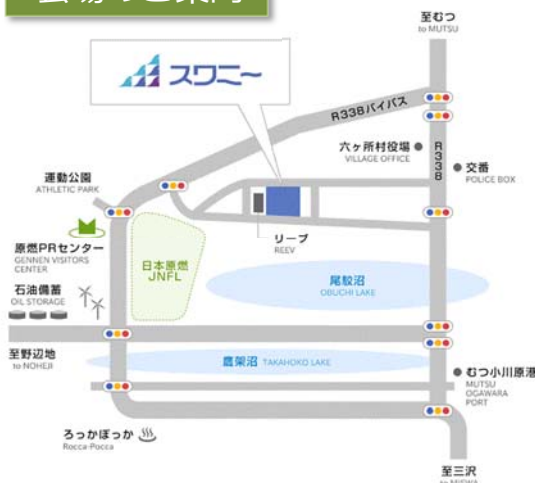 会場のご案内
至むつ
to MUTSU
スワニー
R338バイパス
六ヶ所村役場
VILLAGE OFFICE
R338
交番
POLICE BOX
運動公園
ATHLETIC PARK
リーブ
REEV
原燃PRセンター
GENNEN VISITORS
CENTER
日本原燃
JNFL
尾駮沼
OBUCHI LAKE
石油備蓄
OIL STORAGE
至野辺地
to NOHEJI
鷹架沼 TAKAHOKO LAKE
むつ小川原港
MUTSU
OGAWARA
PORT
ろっかぽっか
Rocca-Pocca
至三沢
to MISWA